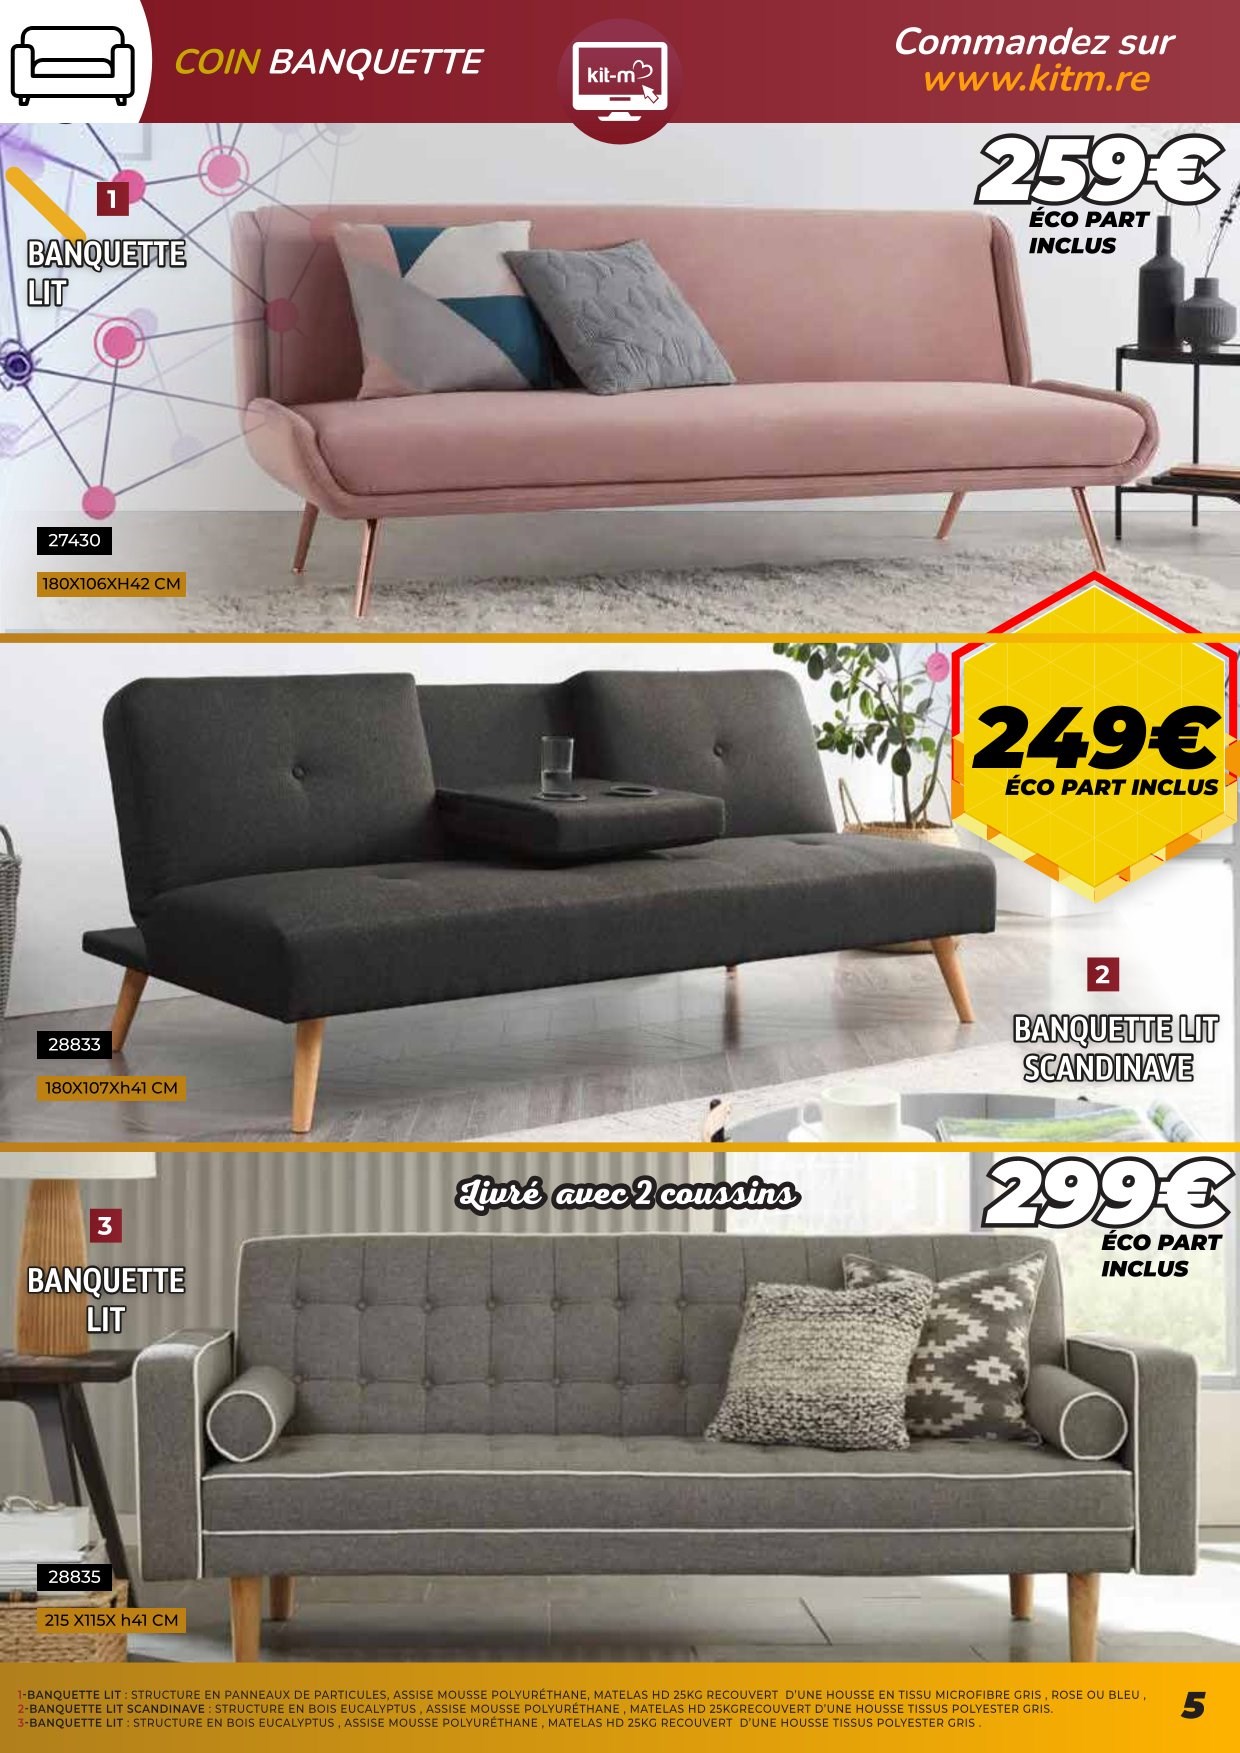 COIN BANQUETTE
kit-m
Commandez sur
www.kitm.re
259€
ÉCO PART
INCLUS
1
BANQUETTE
LIT
27430
180X106XH42 CM
249€
ÉCO PART INCLUS
2
BANQUETTE LIT
SCANDINAVE
28833
180X107Xh41 CM
Livré avec 2 coussins
299€
ÉCO PART
INCLUS
3
BANQUETTE
LIT
28835
215 X115X h41 CM
1-BANQUETTE LIT : STRUCTURE EN PANNEAUX DE PARTICULES, ASSISE MOUSSE POLYURÉTHANE, MATELAS HD 25KG RECOUVERT D'UNE HOUSSE EN TISSU MICROFIBRE GRIS , ROSE OU BLEU ,
2-BANQUETTE LIT SCANDINAVE : STRUCTURE EN BOIS EUCALYPTUS , ASSISE MOUSSE POLYURÉTHANE , MATELAS HD 25KGRECOUVERT D'UNE HOUSSE TISSUS POLYESTER GRIS.
3-BANQUETTE LIT : STRUCTURE EN BOIS EUCALYPTUS , ASSISE MOUSSE POLYURÉTHANE , MATELAS HD 25KG RECOUVERT D'UNE HOUSSE TISSUS POLYESTER GRIS .
5